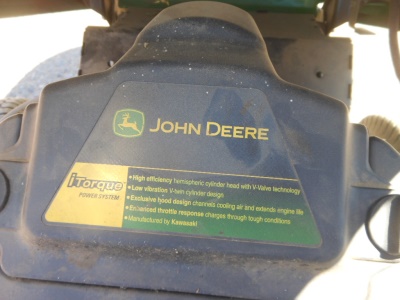 JOHN DEERE
iTorque
POWER SYSTEM
• High efficiency hemispheric cylinder head with V-Valve technology
• Low vibration V-twin cylinder design
• Exclusive hood design channels cooling air and extends engine life
• Enhanced throttle response charges through tough conditions
• Manufactured by Kawasaki